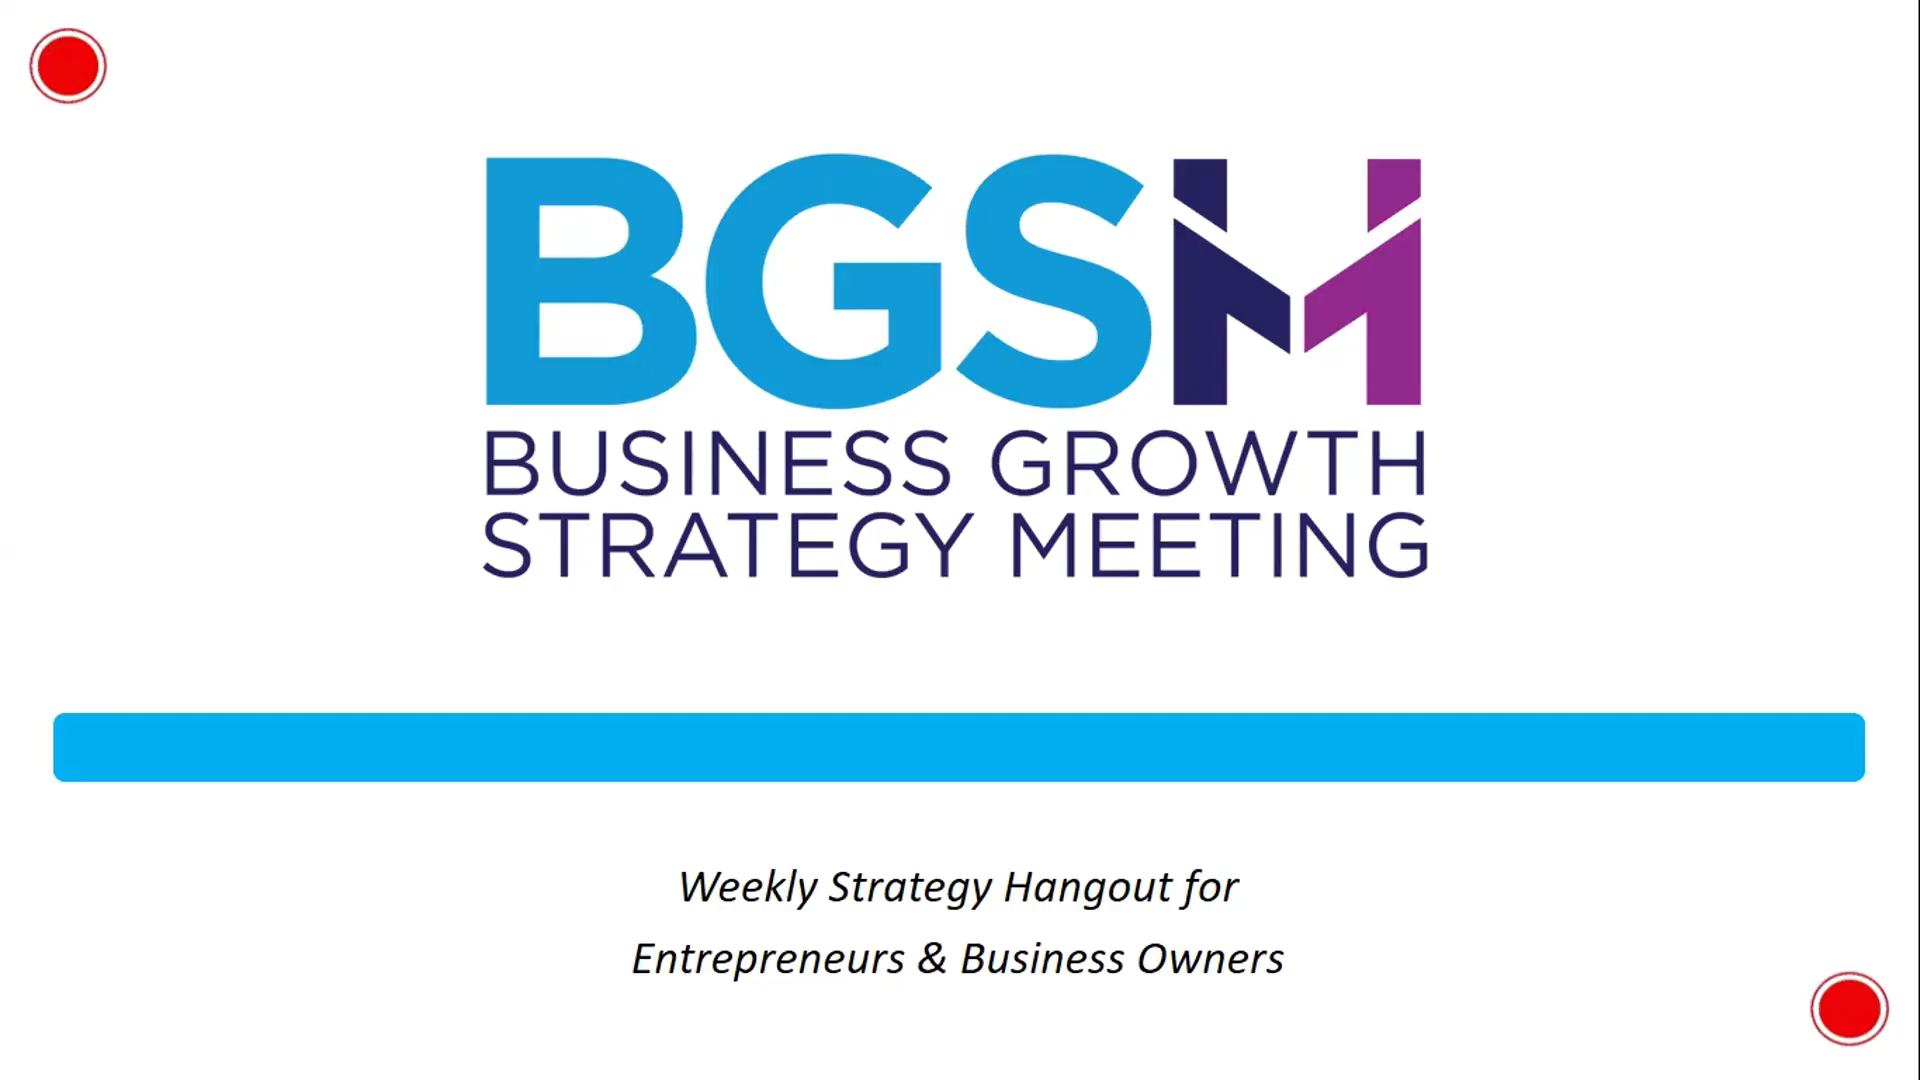 BGSM
BUSINESS GROWTH
STRATEGY MEETING
Weekly Strategy Hangout for
Entrepreneurs & Business Owners